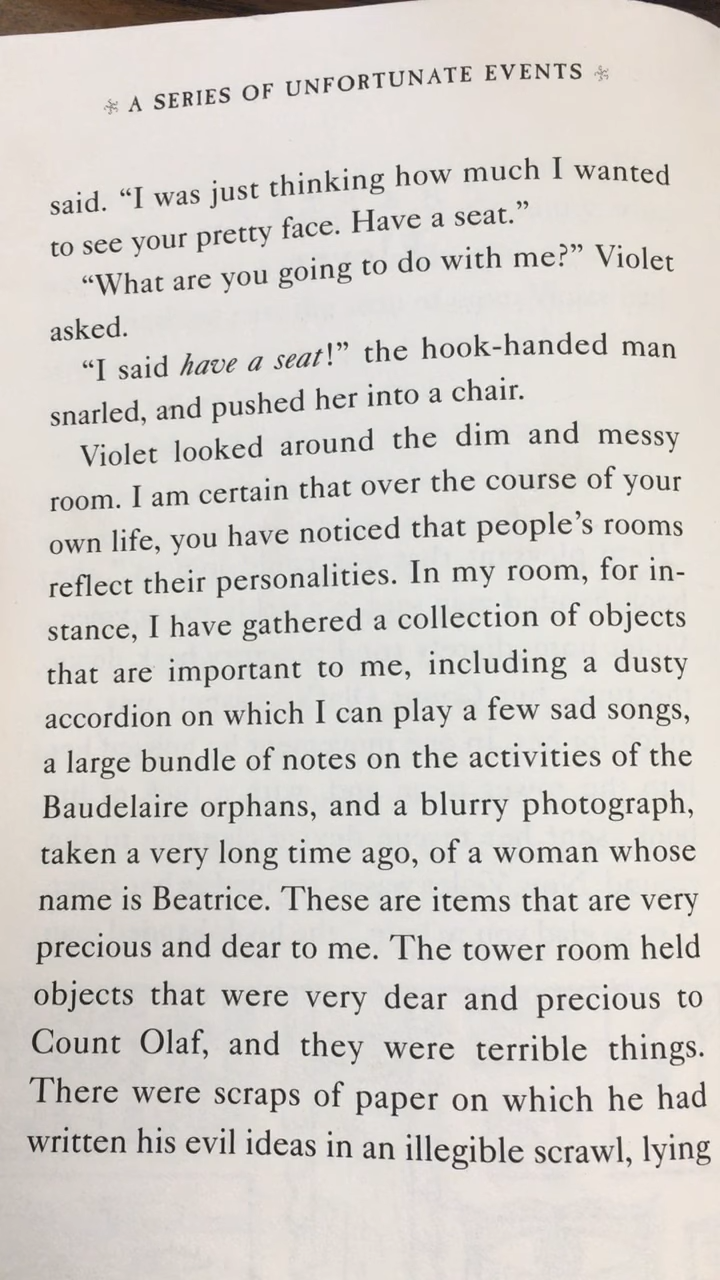 A SERIES OF UNFORTUNATE EVENTS
said. “I was just thinking how much I wanted
to see your pretty face. Have a seat.”
“What are you going to do with me?” Violet
asked.
“I said have a seat!” the hook-handed man
snarled, and pushed her into a chair.
Violet looked around the dim and messy
room. I am certain that over the course of your
own life, you have noticed that people’s rooms
reflect their personalities. In my room, for in-
stance, I have gathered a collection of objects
that are important to me, including a dusty
accordion on which I can play a few sad songs,
a large bundle of notes on the activities of the
Baudelaire orphans, and a blurry photograph,
taken a very long time ago, of a woman whose
name is Beatrice. These are items that are very
precious and dear to me. The tower room held
objects that were very dear and precious to
Count Olaf, and they were terrible things.
There were scraps of paper on which he had
written his evil ideas in an illegible scrawl, lying